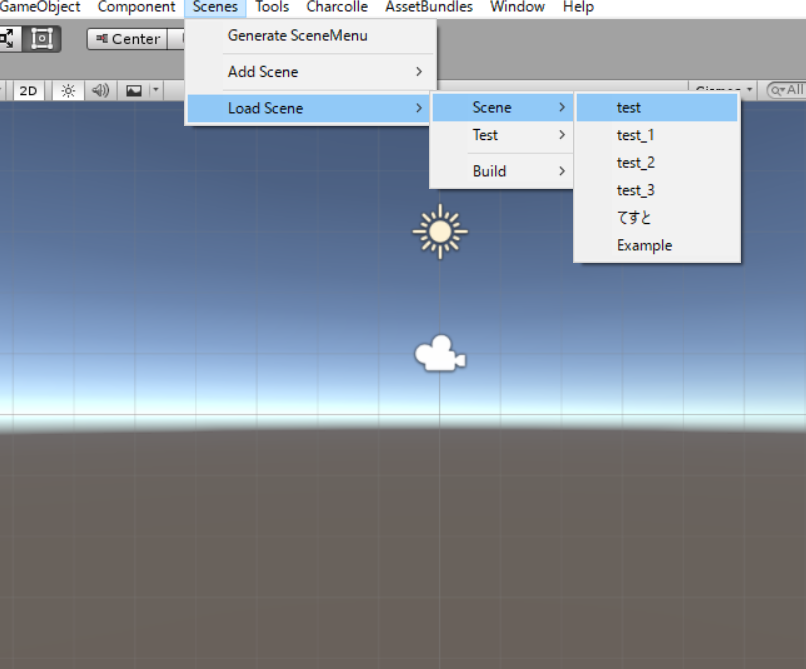 GameObject Component Scenes Tools Charcolle AssetBundles Window Help
Center
Generate SceneMenu
Add Scene
Load Scene
2D
All
Scene
Test
Build
test
test_1
test_2
test_3
てすと
Example